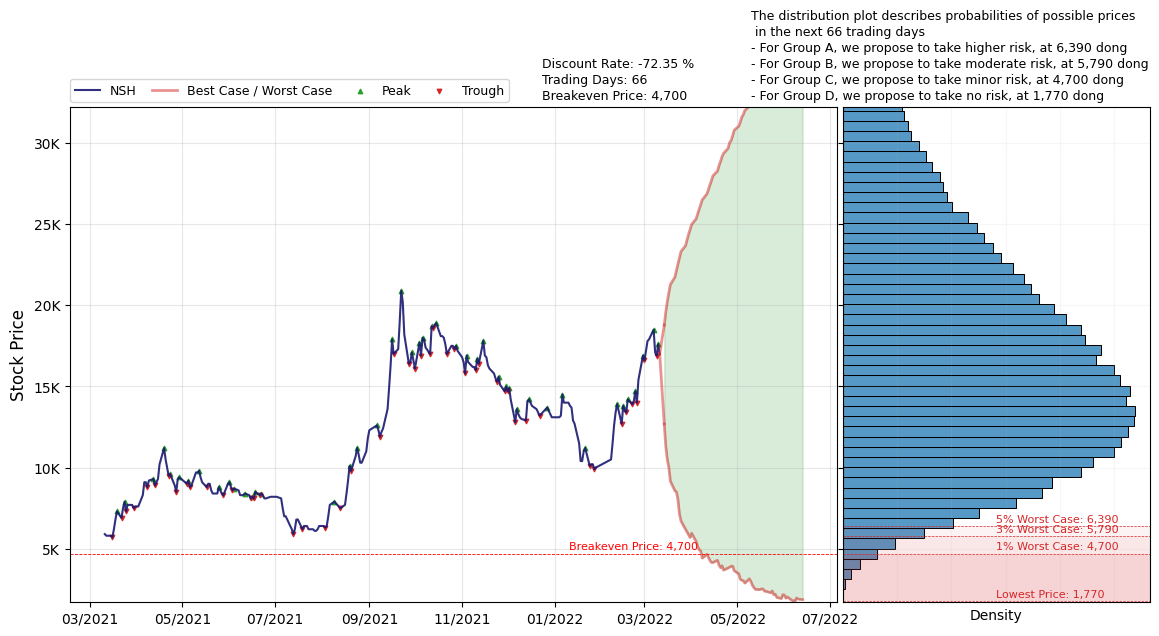 The distribution plot describes probabilities of possible prices
in the next 66 trading days
- For Group A, we propose to take higher risk, at 6,390 dong
- For Group B, we propose to take moderate risk, at 5,790 dong
- For Group C, we propose to take minor risk, at 4,700 dong
- For Group D, we propose to take no risk, at 1,770 dong
Discount Rate: -72.35 %
Trading Days: 66
Breakeven Price: 4,700
NSH
Best Case / Worst Case
Peak
Trough
Stock Price
30K
25K
20K
15K
10K
5K
Breakeven Price: 4,700
5% Worst Case: 6,390
3% Worst Case: 5,790
1% Worst Case: 4,700
Lowest Price: 1,770
03/2021
05/2021
07/2021
09/2021
11/2021
01/2022
03/2022
05/2022
07/2022
Density